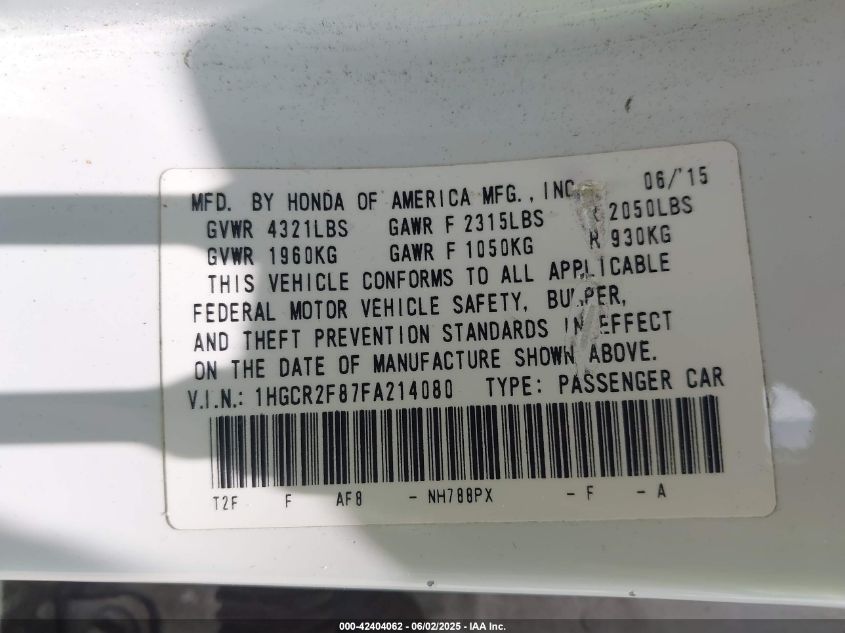 MFD. BY HONDA OF AMERICA MFG., INC. 06/'15
GVWR 4321LBS GAWR F 2315LBS R 2050LBS
GVWR 1960KG GAWR F 1050KG R 930KG
THIS VEHICLE CONFORMS TO ALL APPLICABLE
FEDERAL MOTOR VEHICLE SAFETY, BUMPER,
AND THEFT PREVENTION STANDARDS IN EFFECT
ON THE DATE OF MANUFACTURE SHOWN ABOVE.
V.I.N.: 1HGCR2F87FA214080 TYPE: PASSENGER CAR
T2F F AF8 - NH788PX - F - A
000-42404062 - 06/02/2025 - IAA Inc.